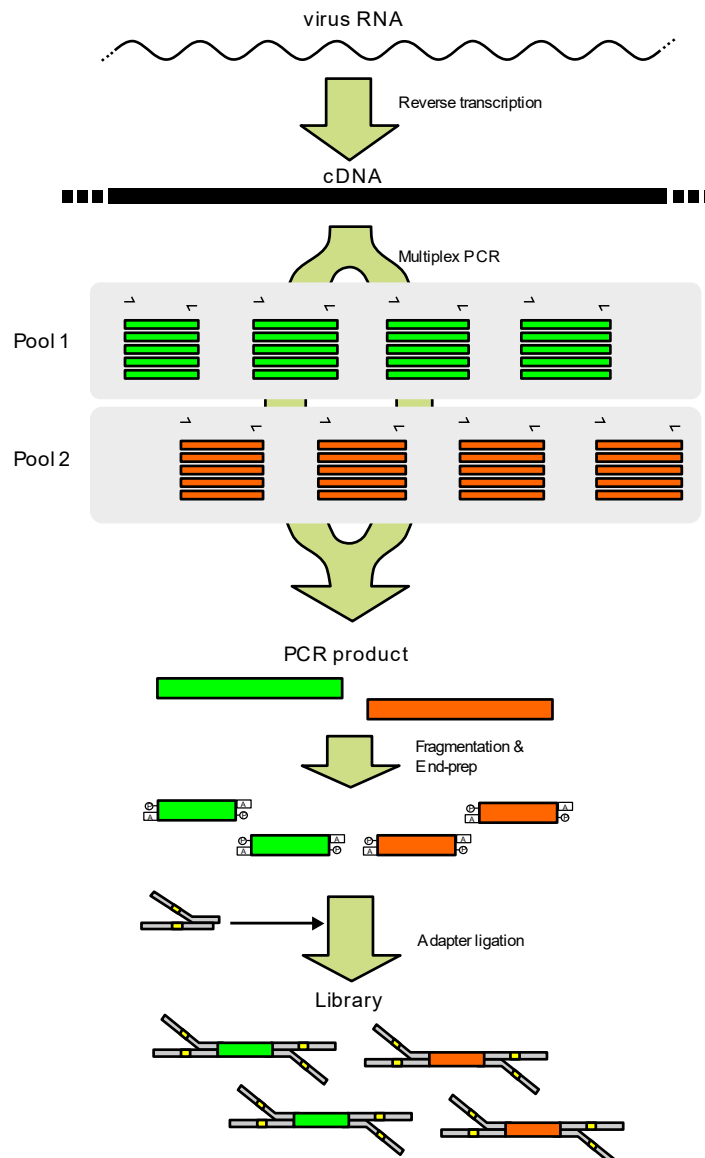 virus RNA
Reverse transcription
cDNA
Multiplex PCR
Pool 1
Pool 2
PCR product
Fragmentation &
End-prep
P A
A P
P A
A P
P A
A P
P A
A P
Adapter ligation
Library